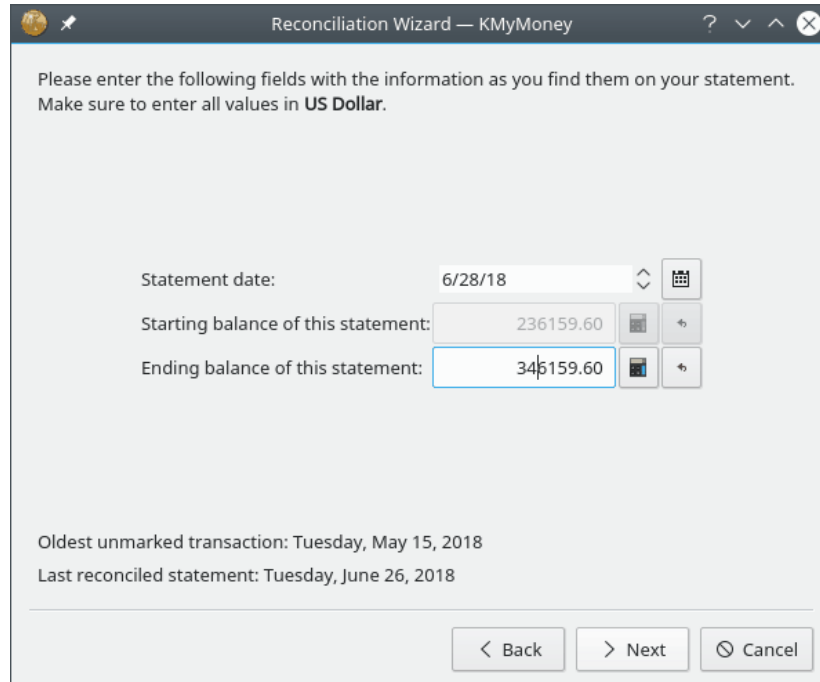 Reconciliation Wizard — KMyMoney
Please enter the following fields with the information as you find them on your statement.
Make sure to enter all values in US Dollar.
Statement date: 6/28/18
Starting balance of this statement: 236159.60
Ending balance of this statement: 346159.60
Oldest unmarked transaction: Tuesday, May 15, 2018
Last reconciled statement: Tuesday, June 26, 2018
< Back > Next Cancel